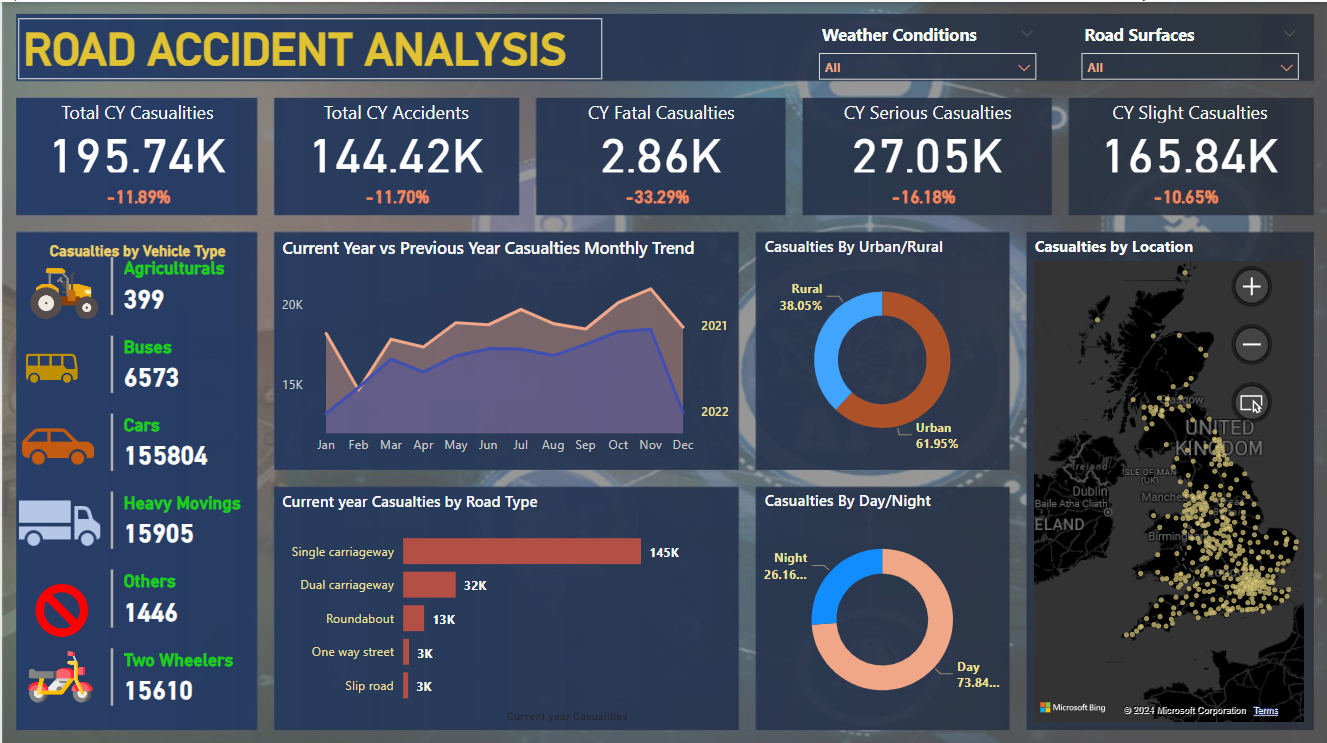 ROAD ACCIDENT ANALYSIS
Weather Conditions
All
Road Surfaces
All
Total CY Casualities
195.74K
-11.89%
Total CY Accidents
144.42K
-11.70%
CY Fatal Casualties
2.86K
-33.29%
CY Serious Casualties
27.05K
-16.18%
CY Slight Casualties
165.84K
-10.65%
Casualties by Vehicle Type
Agriculturals
399
Buses
6573
Cars
155804
Heavy Movings
15905
Others
1446
Two Wheelers
15610
Current Year vs Previous Year Casualties Monthly Trend
20K
15K
2021
2022
Jan Feb Mar Apr May Jun Jul Aug Sep Oct Nov Dec
Current year Casualties by Road Type
Single carriageway 145K
Dual carriageway 32K
Roundabout 13K
One way street 3K
Slip road 3K
Current year Casualities
Casualties By Urban/Rural
Rural
38.05%
Urban
61.95%
Casualties By Day/Night
Night
26.16...
Day
73.84...
Casualties by Location
Glasgow
UNITED
KINGDOM
Ireland
ISLE OF MAN
(UK)
Dublin
Baile Átha Cliath
ELAND
Manche
Birming
Microsoft Bing
© 2024 Microsoft Corporation Terms